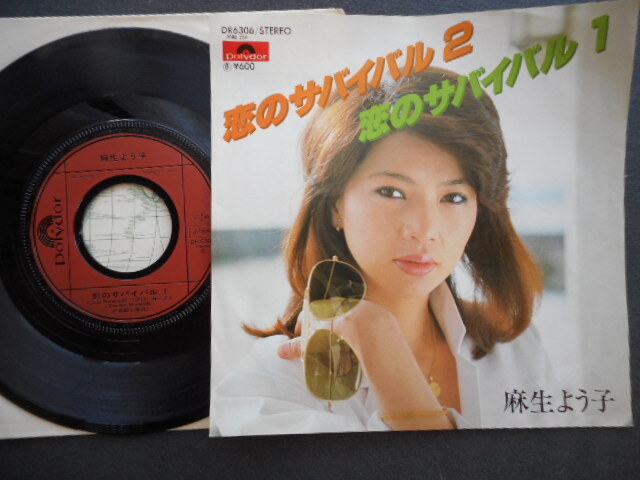 DR6306/STEREO
Polydor
¥600
恋のサバイバル 2
恋のサバイバル 1
麻生よう子
麻生よう子
Polydor
恋のサバイバル 1